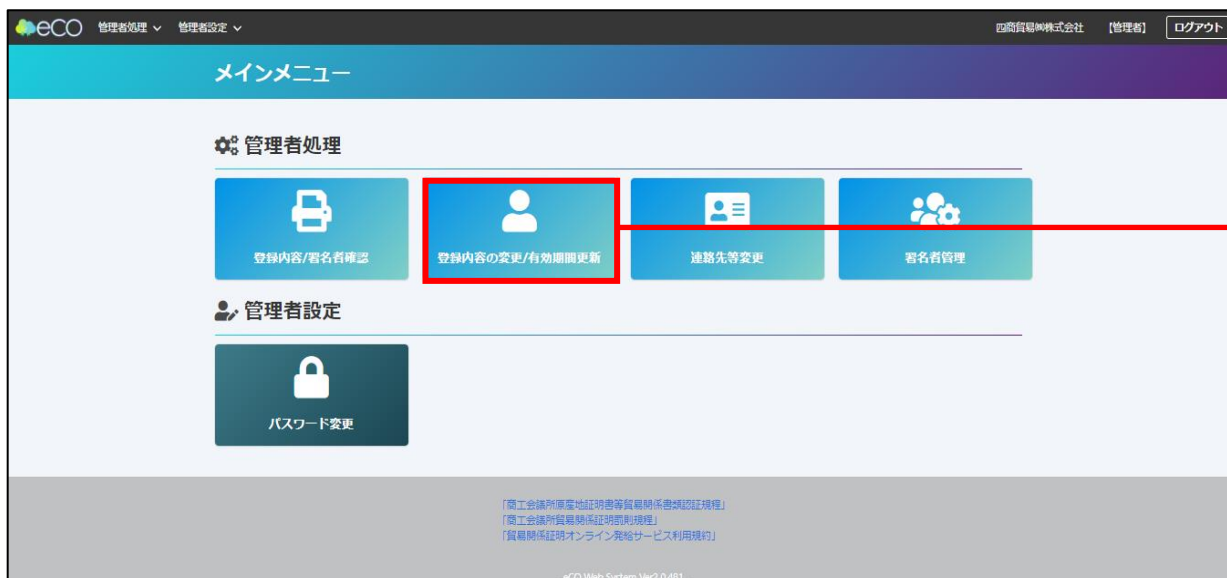 eCO 管理者処理 管理者設定 四商貿易㈱株式会社 【管理者】 ログアウト
メインメニュー
管理者処理
登録内容/署名者確認 登録内容の変更/有効期間更新 連絡先等変更 署名者管理
管理者設定
パスワード変更
「商工会議所原産地証明書等貿易関係書類認証規程」
「商工会議所貿易関係証明罰則規程」
「貿易関係証明オンライン発給サービス利用規約」
eCO Web System Ver2.0.481